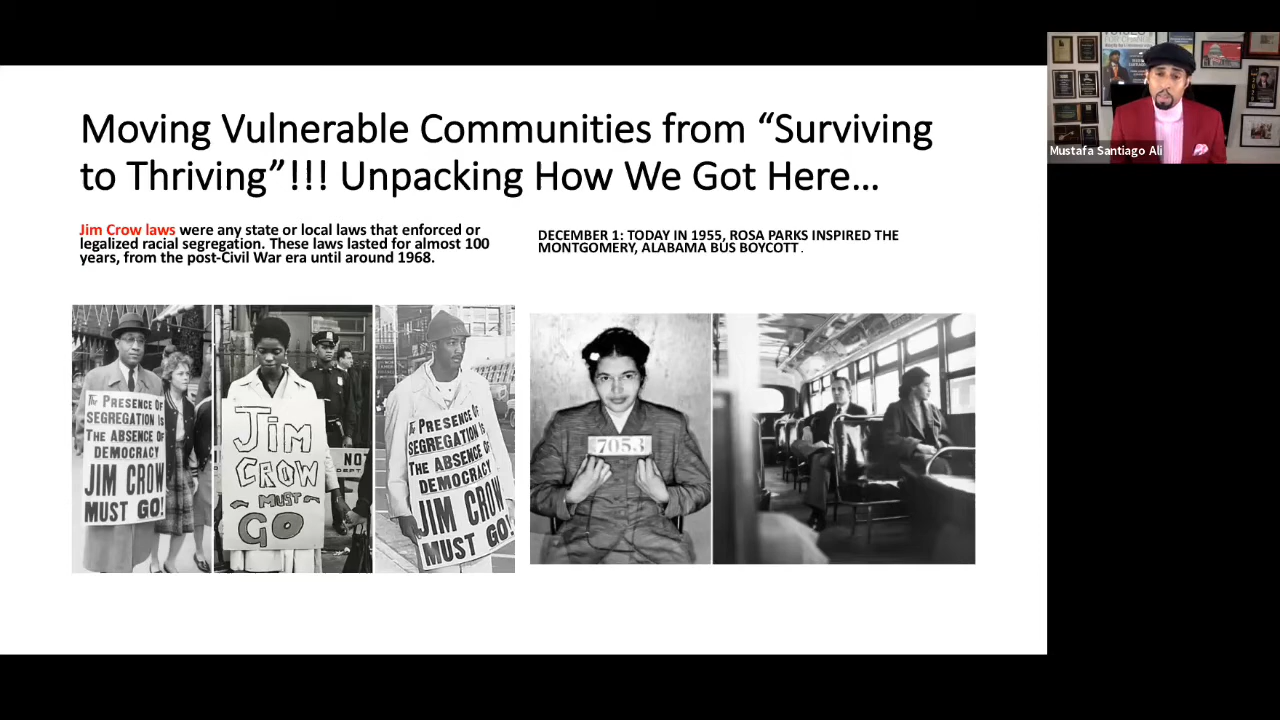 Moving Vulnerable Communities from “Surviving
to Thriving”!!! Unpacking How We Got Here…
Jim Crow laws were any state or local laws that enforced or
legalized racial segregation. These laws lasted for almost 100
years, from the post-Civil War era until around 1968.
DECEMBER 1: TODAY IN 1955, ROSA PARKS INSPIRED THE
MONTGOMERY, ALABAMA BUS BOYCOTT.
The PRESENCE OF
SEGREGATION IS
THE ABSENCE OF
DEMOCRACY
JIM CROW
MUST GO!
JIM
CROW
MUST
GO
NO
The PRESENCE OF
SEGREGATION IS
THE ABSENCE OF
DEMOCRACY
JIM CROW
MUST GO!
7053
Mustafa Santiago Ali